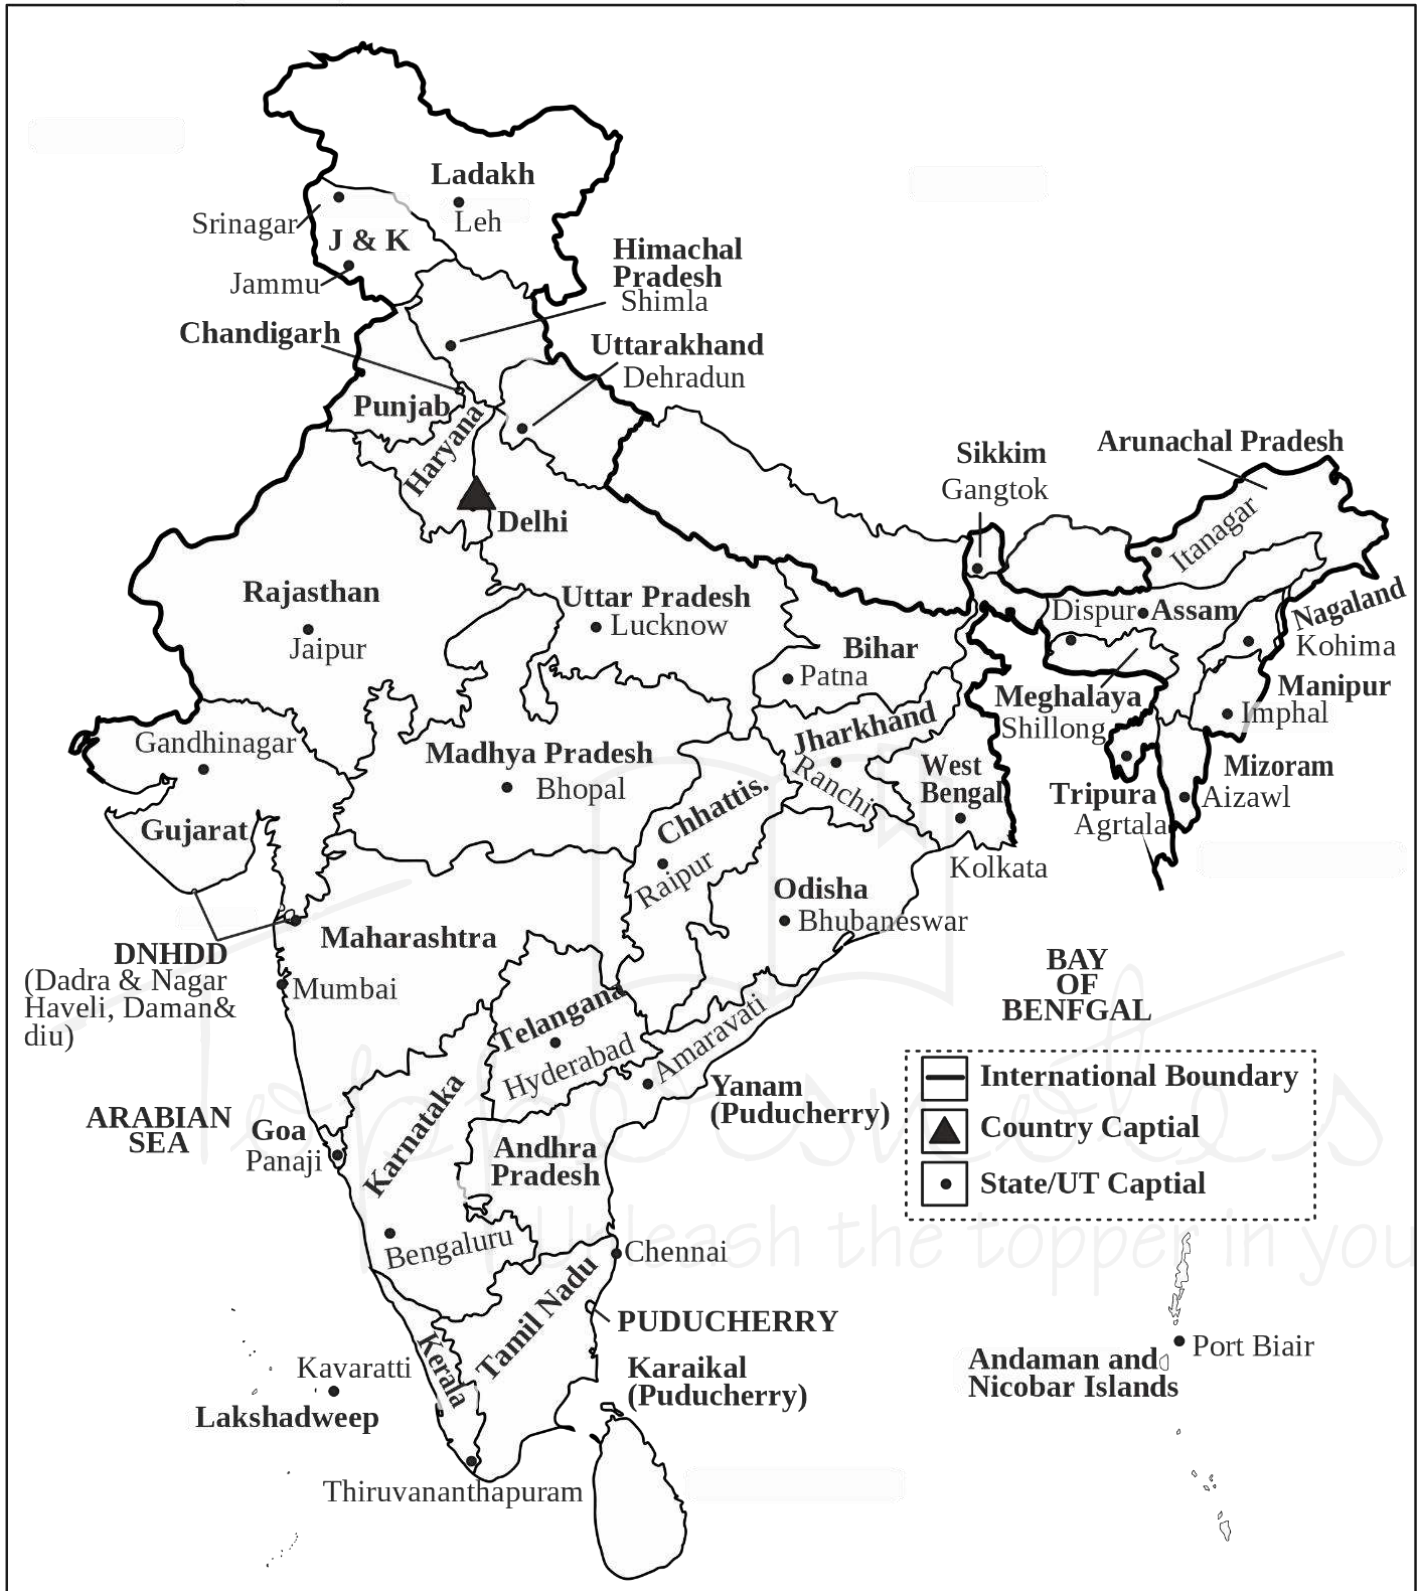 Ladakh
Leh
Srinagar
J & K
Jammu
Himachal
Pradesh
Shimla
Chandigarh
Uttarakhand
Dehradun
Punjab
Haryana
Delhi
Sikkim
Gangtok
Arunachal Pradesh
Itanagar
Rajasthan
Jaipur
Uttar Pradesh
Lucknow
Bihar
Patna
Dispur
Assam
Nagaland
Kohima
Meghalaya
Shillong
Manipur
Imphal
Gandhinagar
Gujarat
Madhya Pradesh
Bhopal
Jharkhand
Ranchi
West
Bengal
Kolkata
Tripura
Agrtala
Mizoram
Aizawl
Chhattis.
Raipur
Odisha
Bhubaneswar
DNHDD
(Dadra & Nagar
Haveli, Daman&
diu)
Maharashtra
Mumbai
Telangana
Hyderabad
Amaravati
BAY
OF
BENFGAL
Yanam
(Puducherry)
ARABIAN
SEA
Goa
Panaji
Karnataka
Bengaluru
Andhra
Pradesh
International Boundary
Country Captial
State/UT Captial
Toppersnotes
Unleash the topper in you
Chennai
Tamil Nadu
PUDUCHERRY
Karaikal
(Puducherry)
Kerala
Kavaratti
Lakshadweep
Thiruvananthapuram
Port Biair
Andaman and
Nicobar Islands